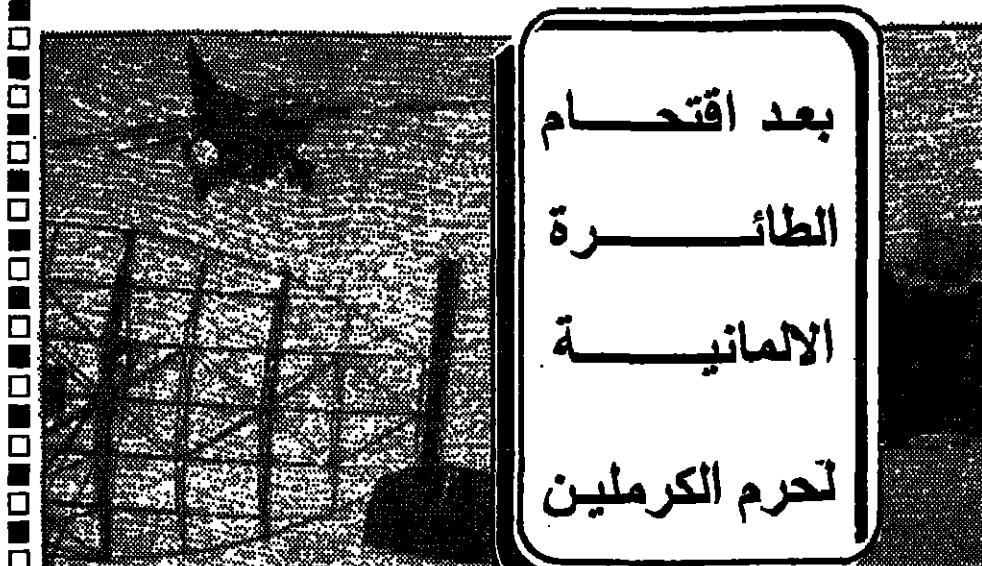 بعد اقتحام
الطائرة
الالمانية
لحرم الكرملين